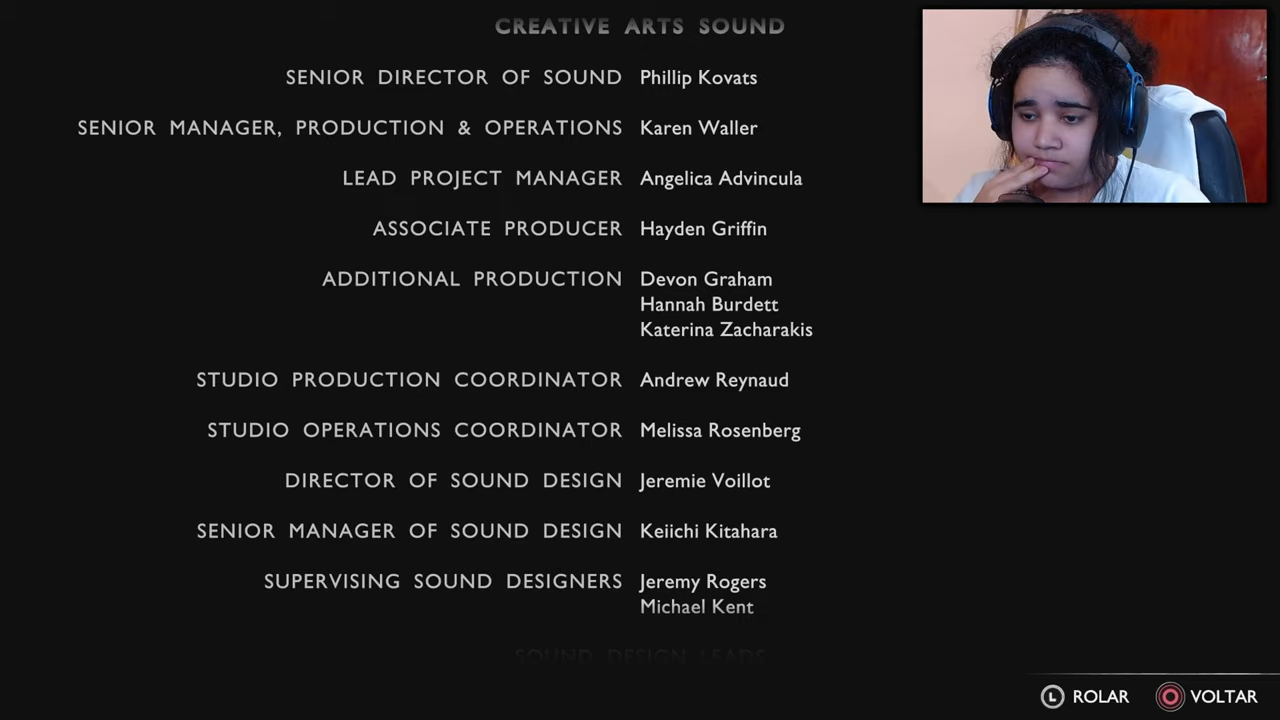 CREATIVE ARTS SOUND
SENIOR DIRECTOR OF SOUND Phillip Kovats
SENIOR MANAGER, PRODUCTION & OPERATIONS Karen Waller
LEAD PROJECT MANAGER Angelica Advincula
ASSOCIATE PRODUCER Hayden Griffin
ADDITIONAL PRODUCTION Devon Graham
Hannah Burdett
Katerina Zacharakis
STUDIO PRODUCTION COORDINATOR Andrew Reynaud
STUDIO OPERATIONS COORDINATOR Melissa Rosenberg
DIRECTOR OF SOUND DESIGN Jeremie Voillot
SENIOR MANAGER OF SOUND DESIGN Keiichi Kitahara
SUPERVISING SOUND DESIGNERS Jeremy Rogers
Michael Kent
SOUND DESIGN LEADS
L ROLAR VOLTAR